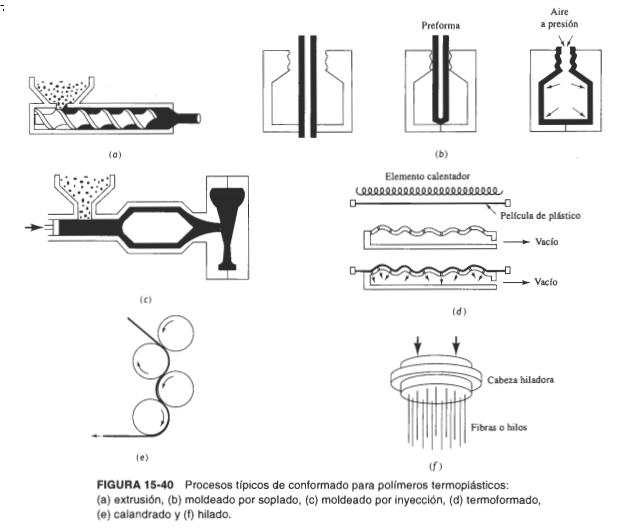 Aire
a presión
Preforma
(a)
(b)
Elemento calentador
Película de plástico
Vacío
Vacío
(c)
(d)
Cabeza hiladora
Fibras o hilos
(e)
(f)
FIGURA 15-40 Procesos típicos de conformado para polímeros termoplásticos:
(a) extrusión, (b) moldeado por soplado, (c) moldeado por inyección, (d) termoformado,
(e) calandrado y (f) hilado.